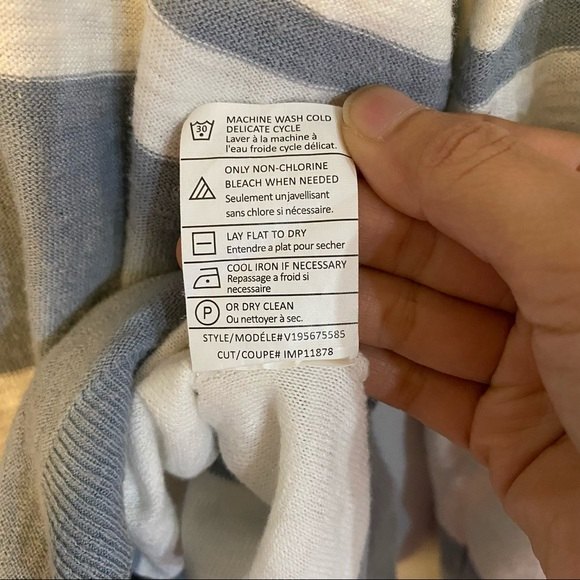 30
MACHINE WASH COLD
DELICATE CYCLE
Laver à la machine à
l'eau froide cycle délicat.
ONLY NON-CHLORINE
BLEACH WHEN NEEDED
Seulement unjavellisant
sans chlore si nécessaire.
LAY FLAT TO DRY
Entendre a plat pour secher
COOL IRON IF NECESSARY
Repassage a froid si
necessaire
P
OR DRY CLEAN
Ou nettoyer à sec.
STYLE/MODÉLE#V195675585
CUT/COUPE# IMP11878